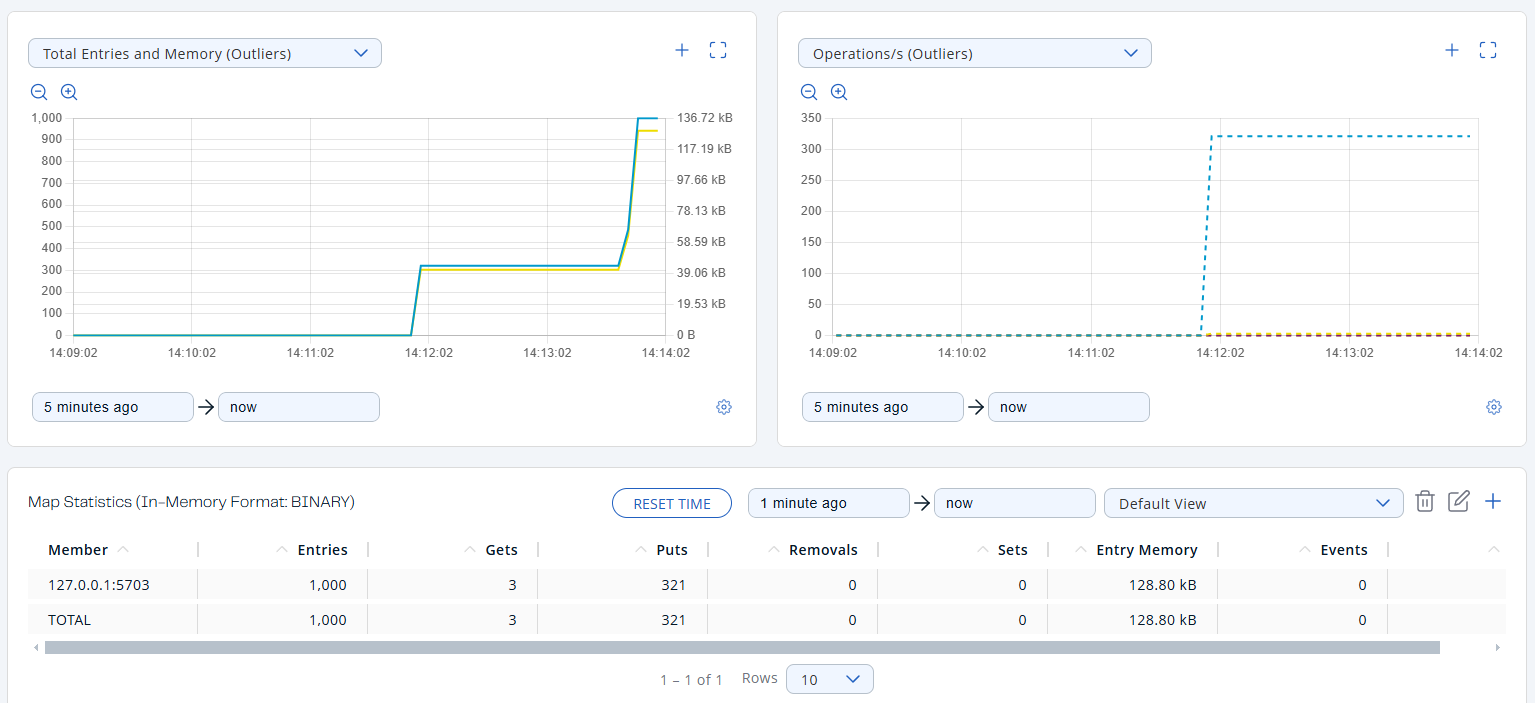 Total Entries and Memory (Outliers)
1,000
900
800
700
600
500
400
300
200
100
0
136.72 kB
117.19 kB
97.66 kB
78.13 kB
58.59 kB
39.06 kB
19.53 kB
0 B
14:09:02 14:10:02 14:11:02 14:12:02 14:13:02 14:14:02
5 minutes ago now
Operations/s (Outliers)
350
300
250
200
150
100
50
0
14:09:02 14:10:02 14:11:02 14:12:02 14:13:02 14:14:02
5 minutes ago now
Map Statistics (In-Memory Format: BINARY) RESET TIME 1 minute ago now Default View
Member Entries Gets Puts Removals Sets Entry Memory Events
127.0.0.1:5703 1,000 3 321 0 0 128.80 kB 0
TOTAL 1,000 3 321 0 0 128.80 kB 0
1 – 1 of 1 Rows 10